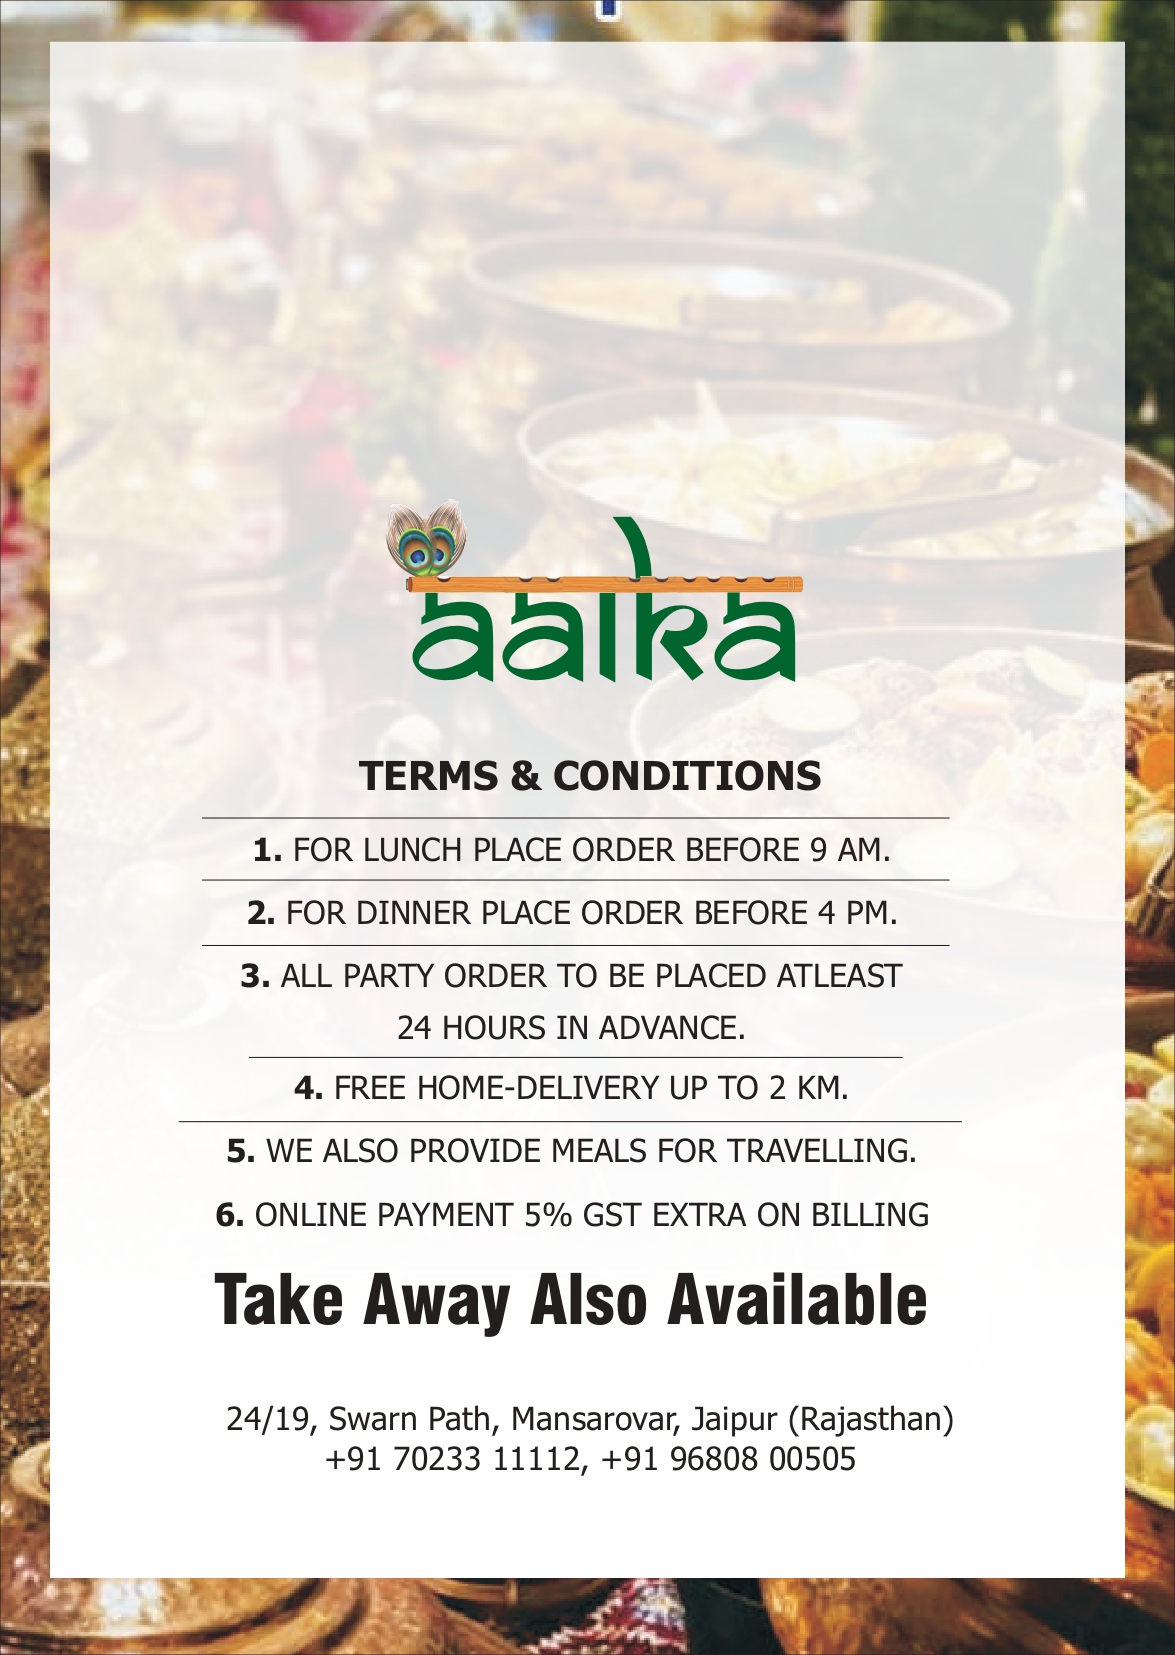 aalka
TERMS & CONDITIONS
1. FOR LUNCH PLACE ORDER BEFORE 9 AM.
2. FOR DINNER PLACE ORDER BEFORE 4 PM.
3. ALL PARTY ORDER TO BE PLACED ATLEAST
24 HOURS IN ADVANCE.
4. FREE HOME-DELIVERY UP TO 2 KM.
5. WE ALSO PROVIDE MEALS FOR TRAVELLING.
6. ONLINE PAYMENT 5% GST EXTRA ON BILLING
Take Away Also Available
24/19, Swarn Path, Mansarovar, Jaipur (Rajasthan)
+91 70233 11112, +91 96808 00505